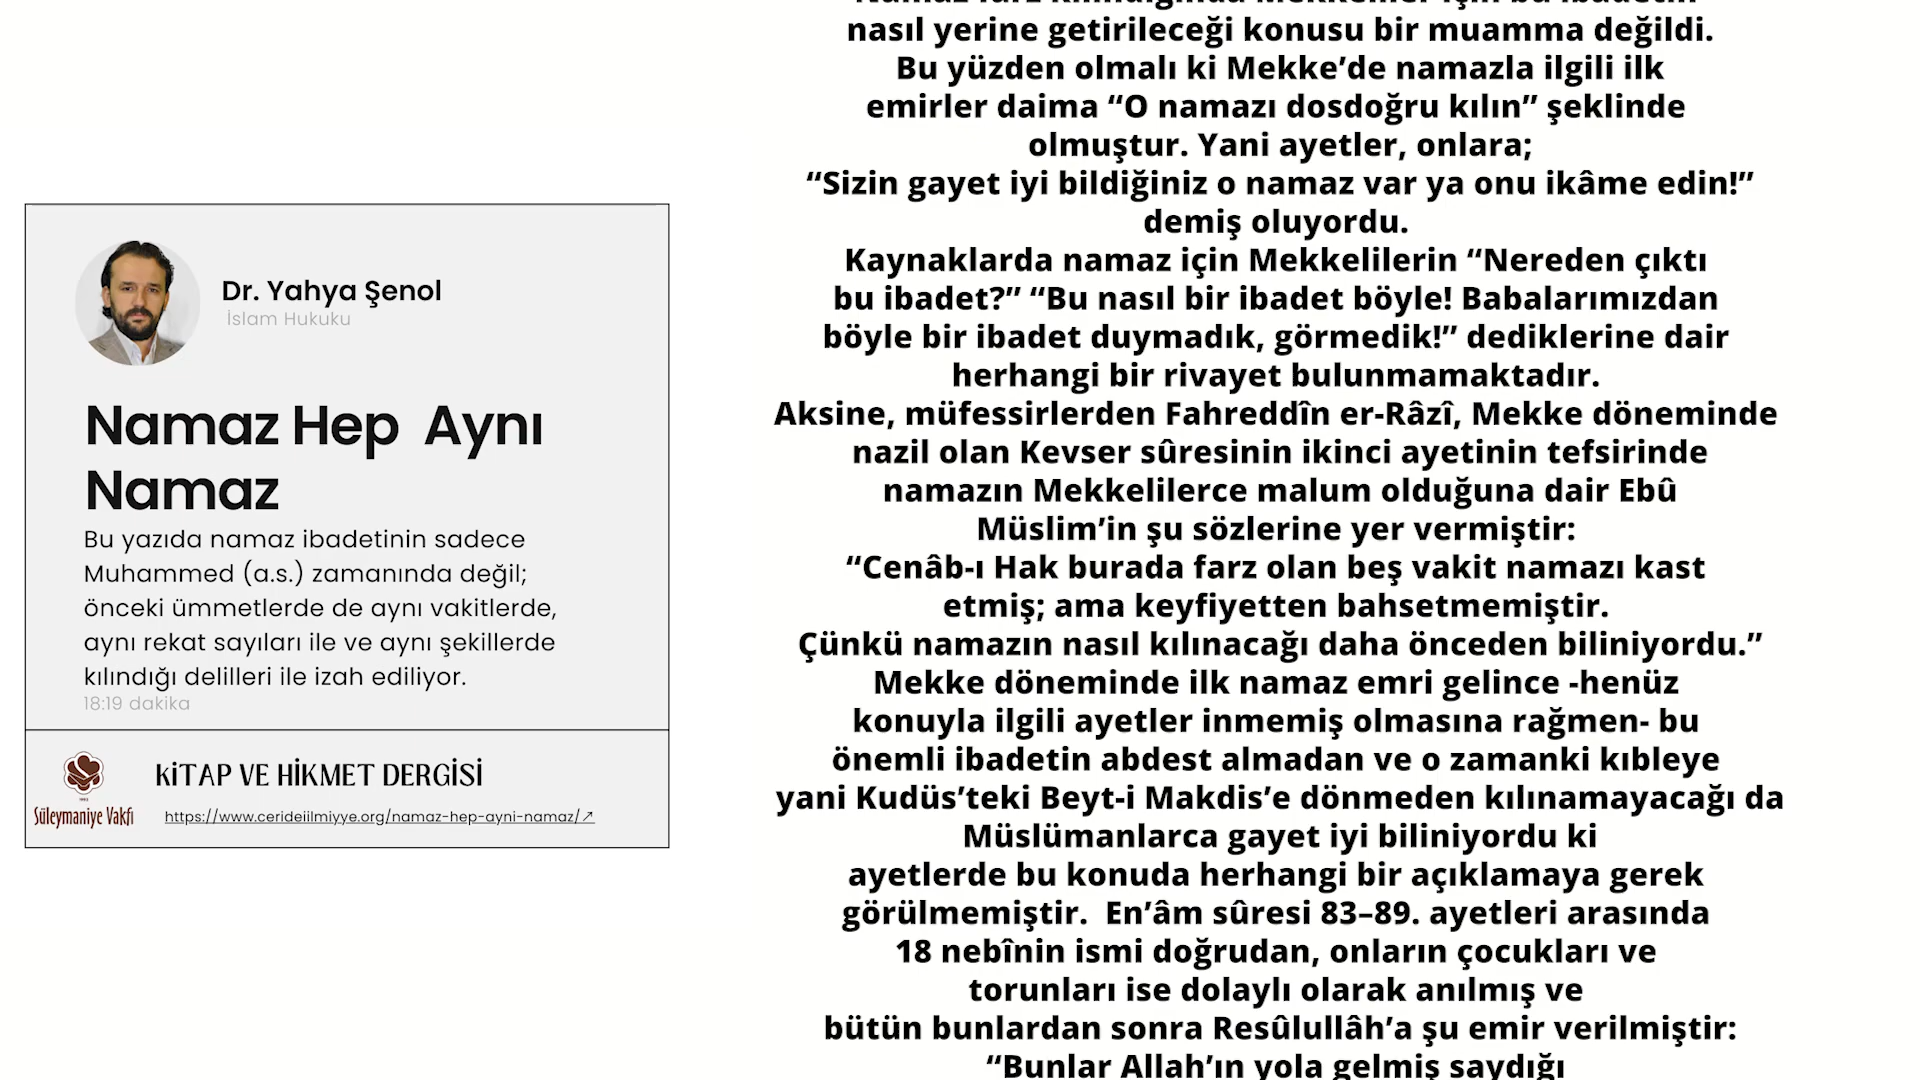 Dr. Yahya Şenol
İslam Hukuku
Namaz Hep Aynı
Namaz
Bu yazıda namaz ibadetinin sadece
Muhammed (a.s.) zamanında değil;
önceki ümmetlerde de aynı vakitlerde,
aynı rekat sayıları ile ve aynı şekillerde
kılındığı delilleri ile izah ediliyor.
18:19 dakika
Süleymaniye Vakfı
KİTAP VE HİKMET DERGİSİ
https://www.cerideiilmiyye.org/namaz-hep-ayni-namaz/↗
nasıl yerine getirileceği konusu bir muamma değildi.
Bu yüzden olmalı ki Mekke’de namazla ilgili ilk
emirler daima “O namazı dosdoğru kılın” şeklinde
olmuştur. Yani ayetler, onlara;
“Sizin gayet iyi bildiğiniz o namaz var ya onu ikâme edin!”
demiş oluyordu.
Kaynaklarda namaz için Mekkelilerin “Nereden çıktı
bu ibadet?” “Bu nasıl bir ibadet böyle! Babalarımızdan
böyle bir ibadet duymadık, görmedik!” dediklerine dair
herhangi bir rivayet bulunmamaktadır.
Aksine, müfessirlerden Fahreddîn er-Râzî, Mekke döneminde
nazil olan Kevser sûresinin ikinci ayetinin tefsirinde
namazın Mekkelilerce malum olduğuna dair Ebû
Müslim’in şu sözlerine yer vermiştir:
“Cenâb-ı Hak burada farz olan beş vakit namazı kast
etmiş; ama keyfiyetten bahsetmemiştir.
Çünkü namazın nasıl kılınacağı daha önceden biliniyordu.”
Mekke döneminde ilk namaz emri gelince -henüz
konuyla ilgili ayetler inmemiş olmasına rağmen- bu
önemli ibadetin abdest almadan ve o zamanki kıbleye
yani Kudüs’teki Beyt-i Makdis’e dönmeden kılınamayacağı da
Müslümanlarca gayet iyi biliniyordu ki
ayetlerde bu konuda herhangi bir açıklamaya gerek
görülmemiştir.  En’âm sûresi 83–89. ayetleri arasında
18 nebînin ismi doğrudan, onların çocukları ve
torunları ise dolaylı olarak anılmış ve
bütün bunlardan sonra Resûlullâh’a şu emir verilmiştir:
“Bunlar Allah’ın yola gelmiş saydığı